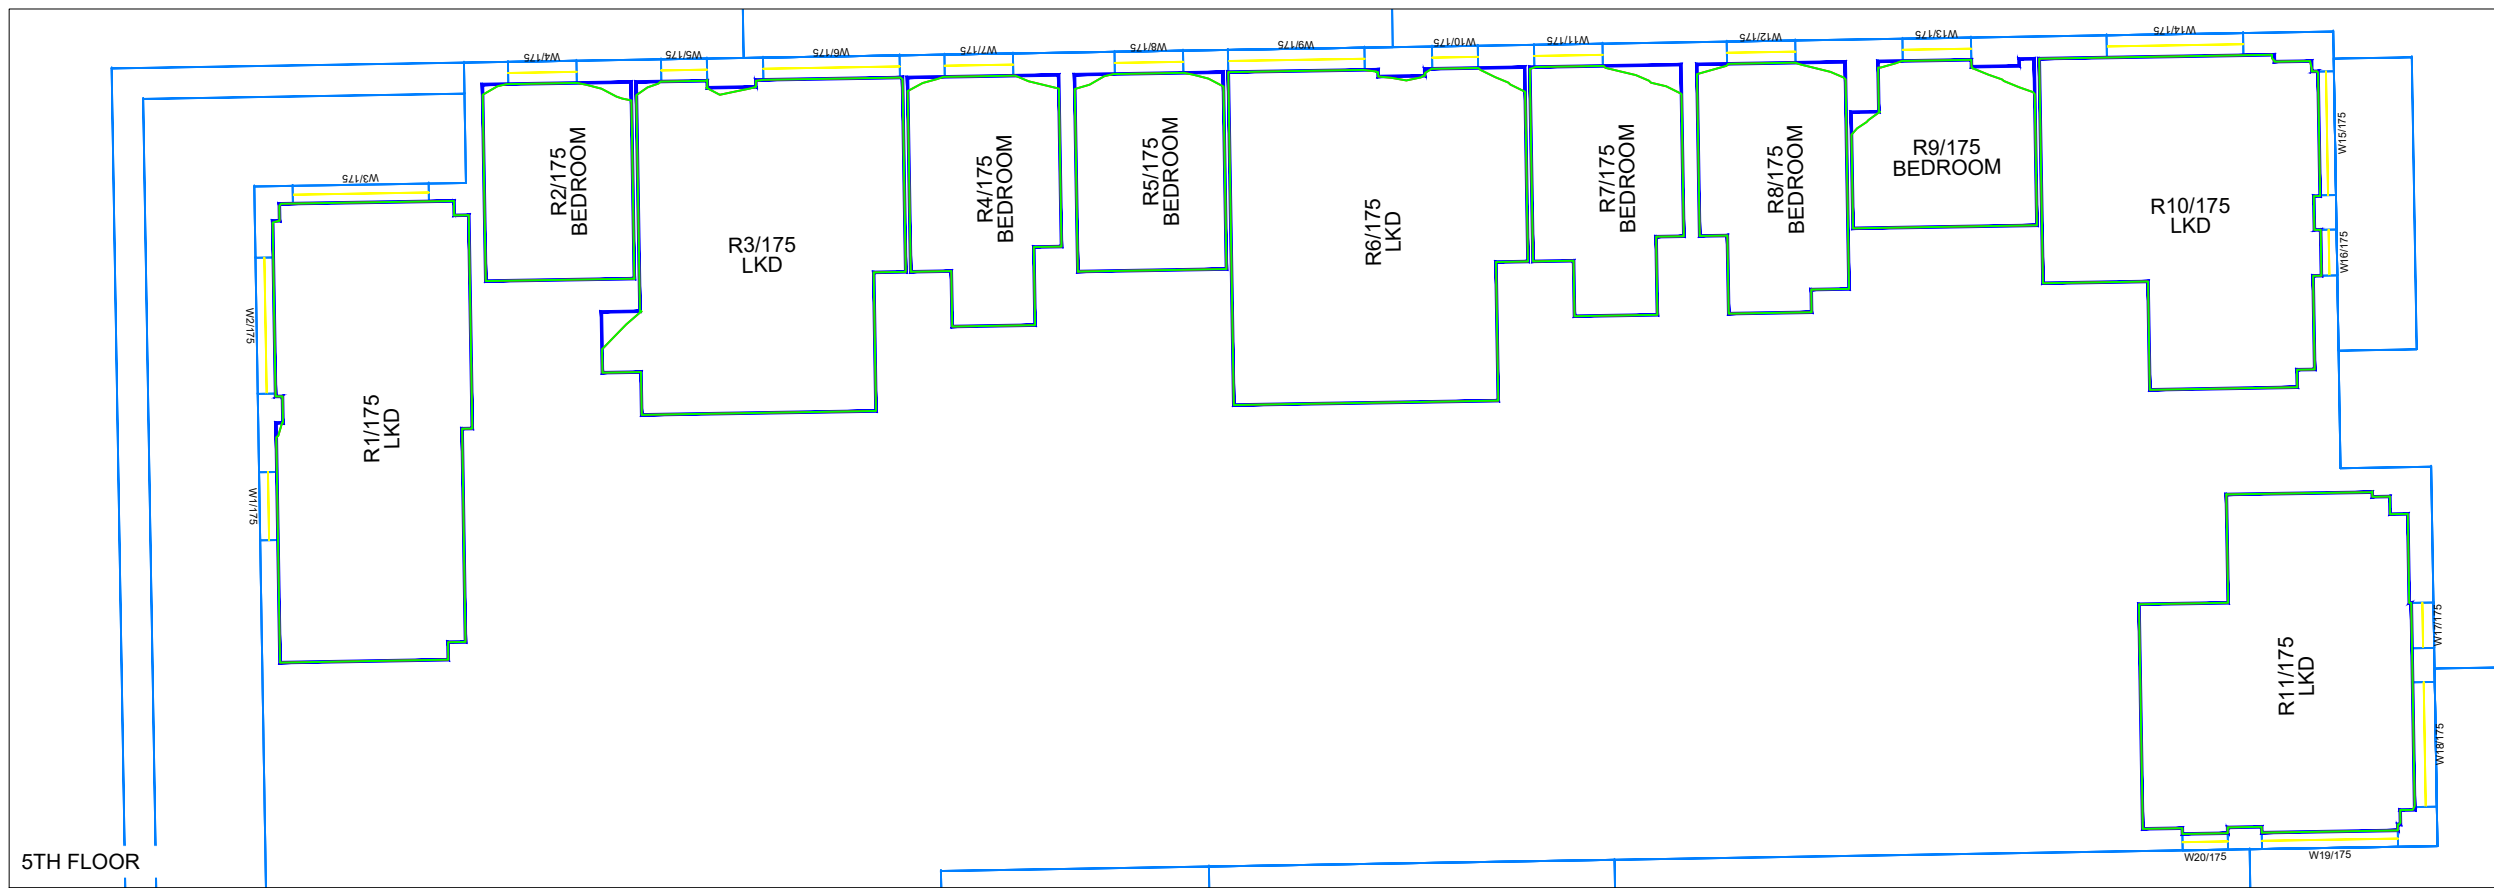 W4/175
W5/175
W6/175
W7/175
W8/175
W9/175
W10/175
W11/175
W12/175
W13/175
W14/175
W15/175
W16/175
W3/175
W2/175
W1/175
R2/175
BEDROOM
R3/175
LKD
R4/175
BEDROOM
R5/175
BEDROOM
R6/175
LKD
R7/175
BEDROOM
R8/175
BEDROOM
R9/175
BEDROOM
R10/175
LKD
R1/175
LKD
R11/175
LKD
W17/175
W18/175
W20/175
W19/175
5TH FLOOR